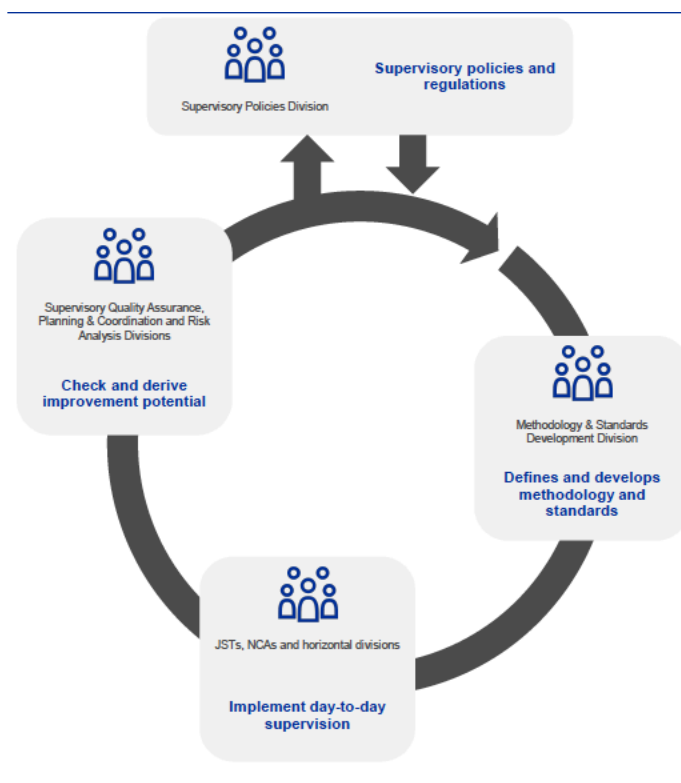 Supervisory Policies Division
Supervisory policies and
regulations
Supervisory Quality Assurance,
Planning & Coordination and Risk
Analysis Divisions
Check and derive
improvement potential
Methodology & Standards
Development Division
Defines and develops
methodology and
standards
JSTs, NCAs and horizontal divisions
Implement day-to-day
supervision